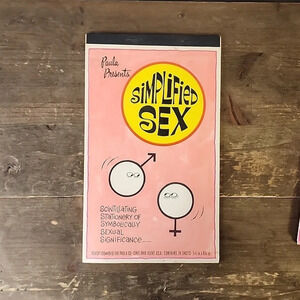 Paula
Presents
SIMPLIFIED
SEX
SCINTILLATING
STATIONERY OF
SYMBOLICALLY
SEXUAL
SIGNIFICANCE......